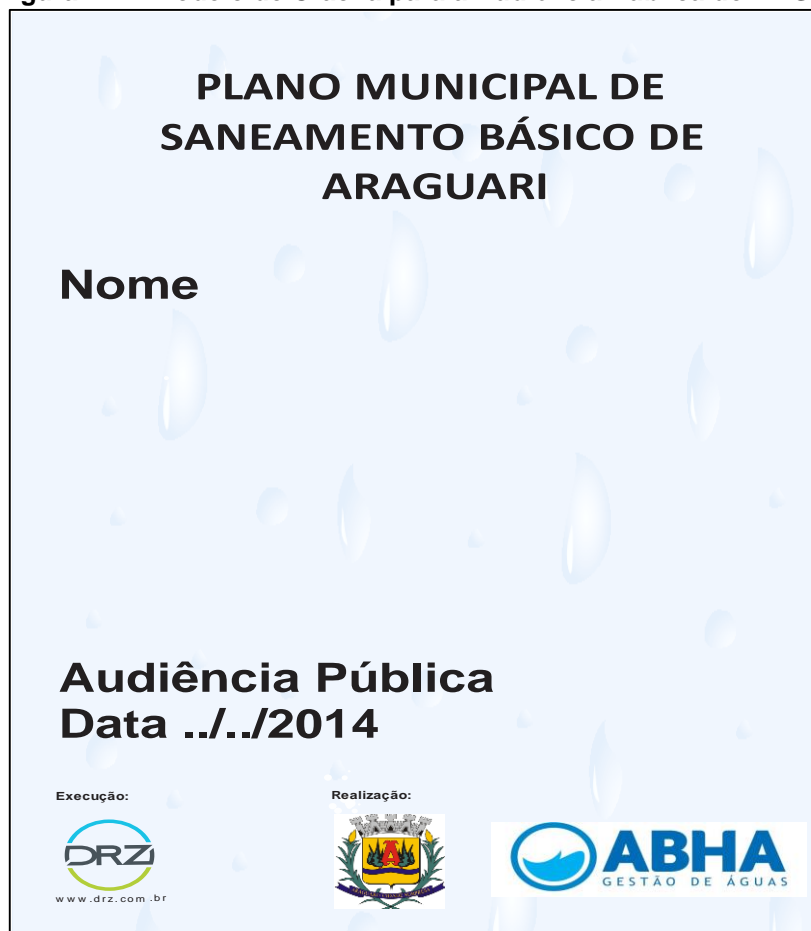 PLANO MUNICIPAL DE
SANEAMENTO BÁSICO DE
ARAGUARI
Nome
Audiência Pública
Data ../../2014
Execução:
Realização:
DRZ
www.drz.com.br
ABHA
GESTÃO DE ÁGUAS